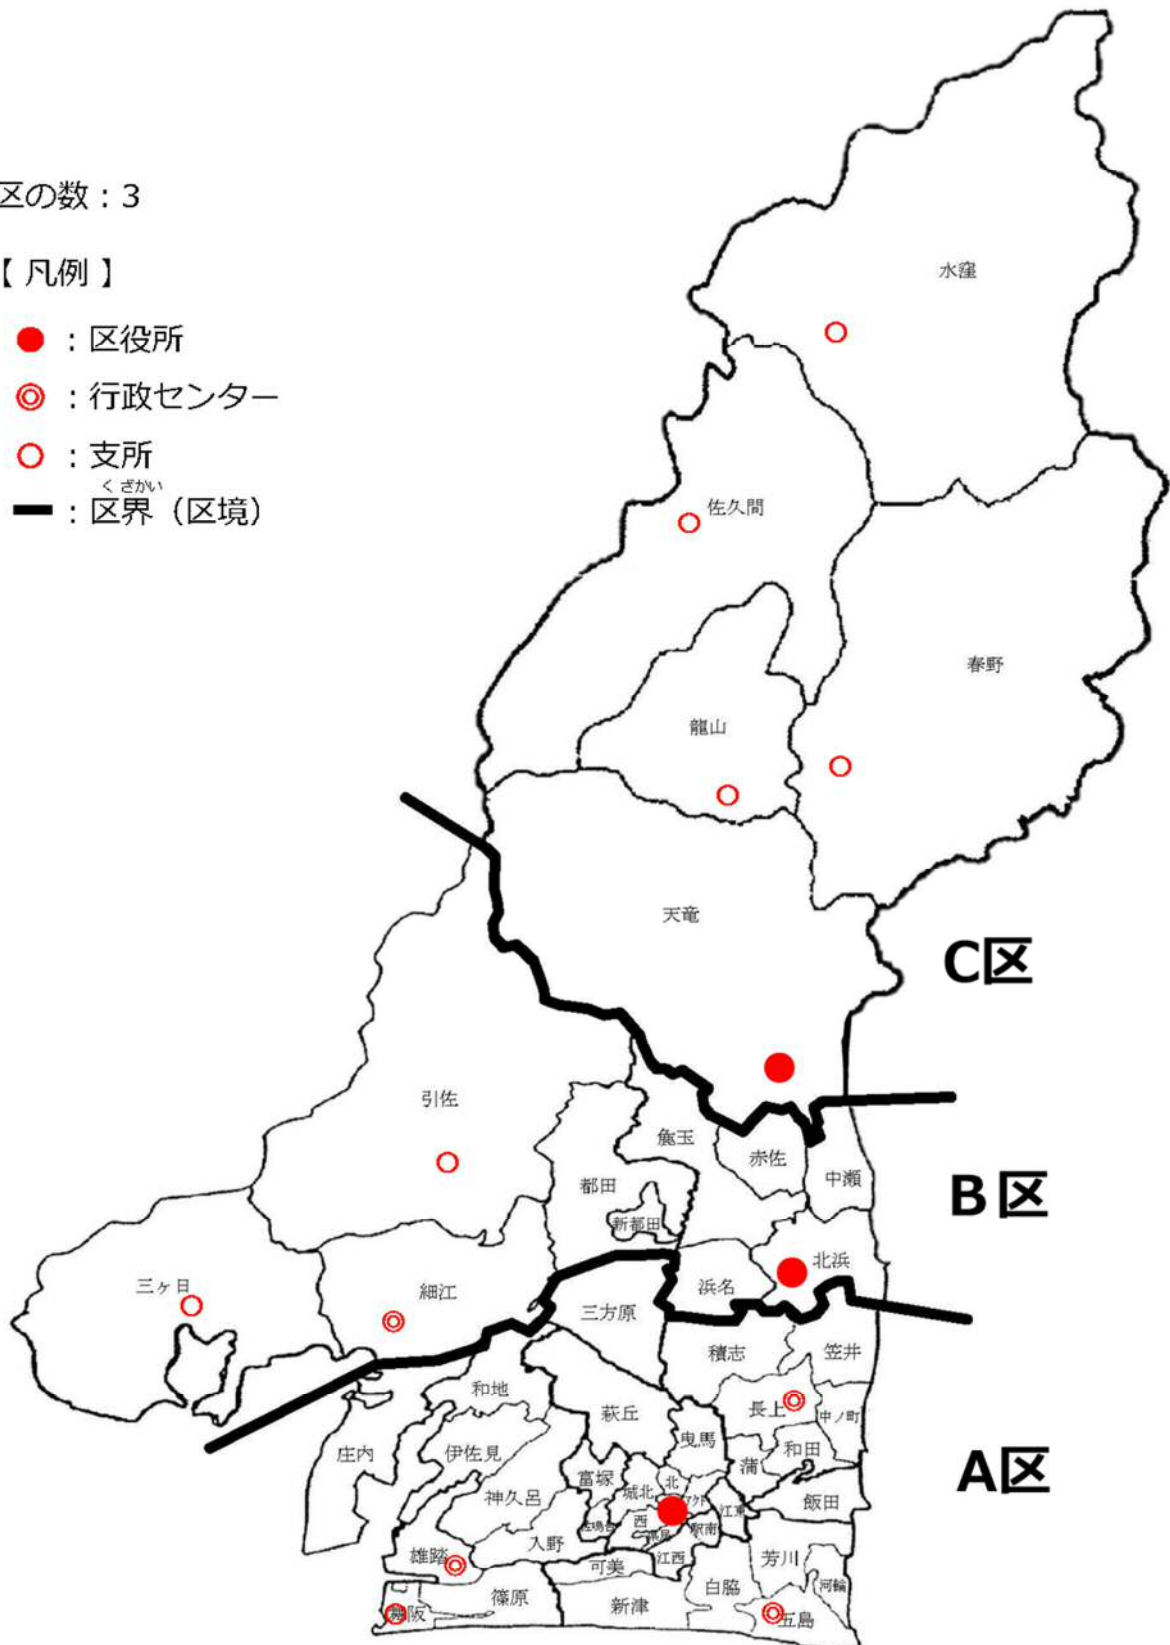 区の数：3
【 凡例 】
：区役所
：行政センター
：支所
くざかい
：区界（区境）
水窪
佐久間
春野
龍山
天竜
C区
引佐
麁玉
赤佐
中瀬
都田
新都田
B区
北浜
浜名
三ヶ日
細江
三方原
積志
笠井
和地
萩丘
長上
中ノ町
曳馬
庄内
伊佐見
和田
蒲
A区
富塚
城北
北
神久呂
アクト
飯田
江東
西
佐鳴台
駅南
入野
雄踏
江西
芳川
可美
河輪
白脇
篠原
新津
舞阪
五島